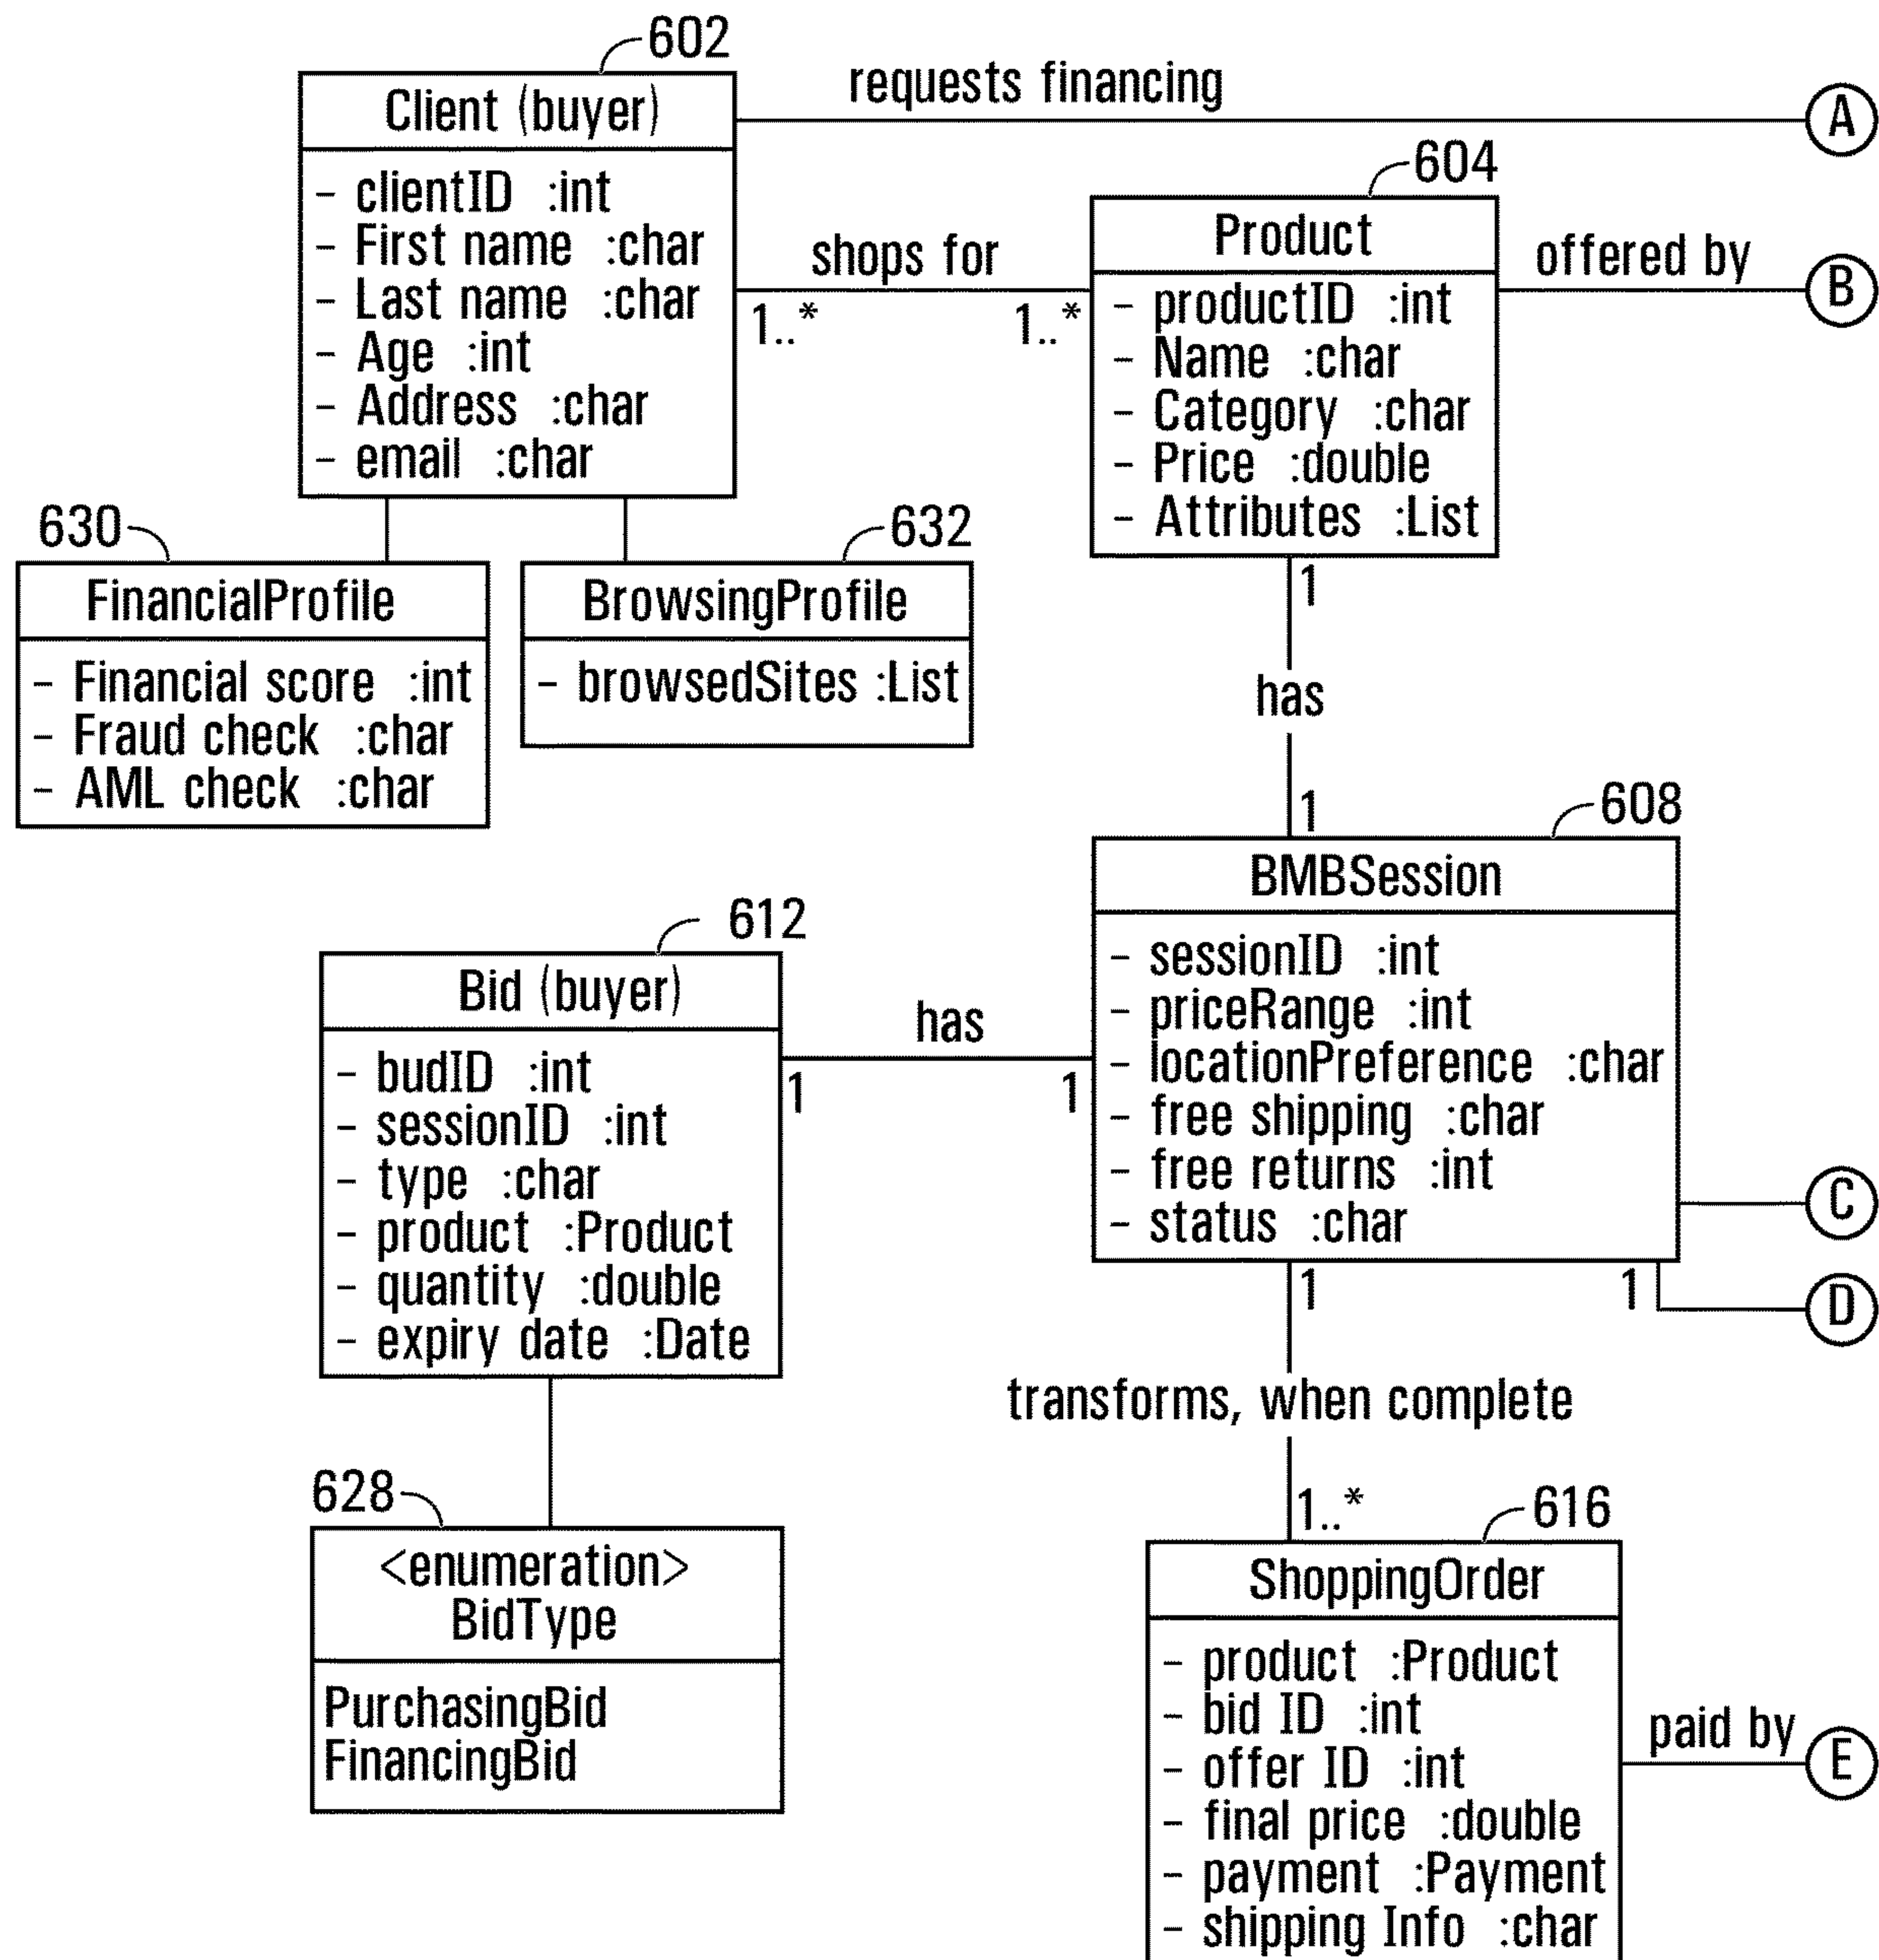 602
Client (buyer)
- clientID :int
- First name :char
- Last name :char
- Age :int
- Address :char
- email :char
requests financing
A
604
Product
- productID :int
- Name :char
- Category :char
- Price :double
- Attributes :List
shops for
1..*
1..*
offered by
B
630
FinancialProfile
- Financial score :int
- Fraud check :char
- AML check :char
632
BrowsingProfile
- browsedSites :List
1
has
1
608
BMBSession
- sessionID :int
- priceRange :int
- locationPreference :char
- free shipping :char
- free returns :int
- status :char
C
1
D
612
Bid (buyer)
- budID :int
- sessionID :int
- type :char
- product :Product
- quantity :double
- expiry date :Date
has
1
1
1
transforms, when complete
1..*
628
<enumeration>
BidType
PurchasingBid
FinancingBid
616
ShoppingOrder
- product :Product
- bid ID :int
- offer ID :int
- final price :double
- payment :Payment
- shipping Info :char
paid by
E